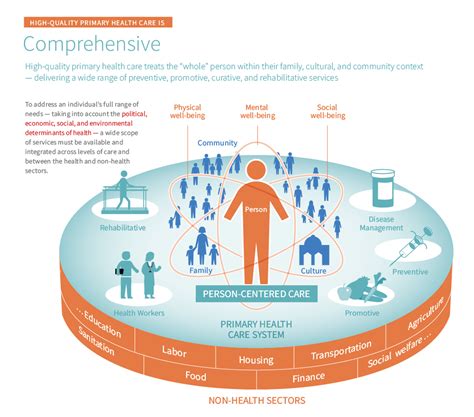 HIGH-QUALITY PRIMARY HEALTH CARE IS
Comprehensive
High-quality primary health care treats the “whole” person within their family, cultural, and community context
— delivering a wide range of preventive, promotive, curative, and rehabilitative services
To address an individual’s full range of
needs — taking into account the political,
economic, social, and environmental
determinants of health — a wide scope
of services must be available and
integrated across levels of care and
between the health and non-health
sectors.
Physical
well-being
Mental
well-being
Social
well-being
Community
Person
Family
Culture
Rehabilitative
Health Workers
Disease
Management
Preventive
Promotive
PERSON-CENTERED CARE
PRIMARY HEALTH
CARE SYSTEM
... Education
Labor
Housing
Transportation
Agriculture
Sanitation
Food
Finance
Social welfare ...
NON-HEALTH SECTORS